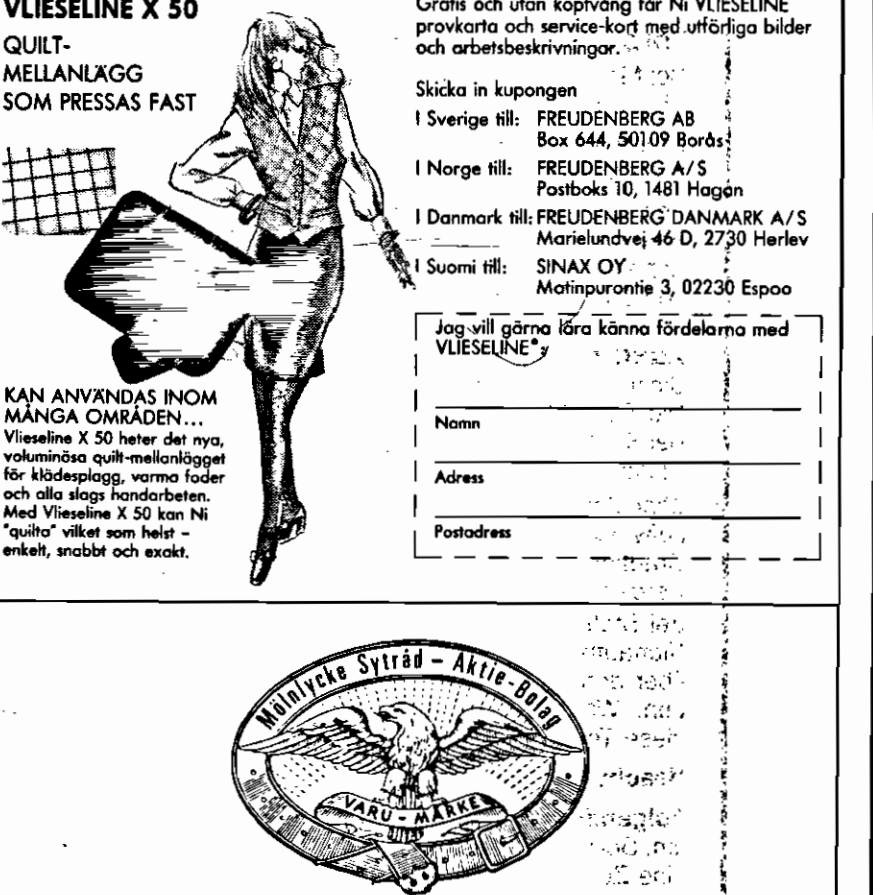 VLIESELINE X 50
QUILT-
MELLANLÄGG
SOM PRESSAS FAST
KAN ANVÄNDAS INOM
MÅNGA OMRÅDEN...
Vlieseline X 50 heter det nya,
voluminösa quilt-mellanlägget
för klädesplagg, varma foder
och alla slags handarbeten.
Med Vlieseline X 50 kan Ni
"quilta" vilket som helst –
enkelt, snabbt och exakt.
Gratis och utan köptvång får Ni VLIESELINE
provkarta och service-kort med utförliga bilder
och arbetsbeskrivningar.
Skicka in kupongen
I Sverige till: FREUDENBERG AB
Box 644, 50109 Borås
I Norge till: FREUDENBERG A/S
Postboks 10, 1481 Hagan
I Danmark till: FREUDENBERG DANMARK A/S
Marielundvej 46 D, 2730 Herlev
I Suomi till: SINAX OY
Matinpurontie 3, 02230 Espoo
Jag vill gärna lära känna fördelarna med
VLIESELINE®
Namn
Adress
Postadress
Mölnlycke Sytråd – Aktie-Bolag
VARU - MÄRKE